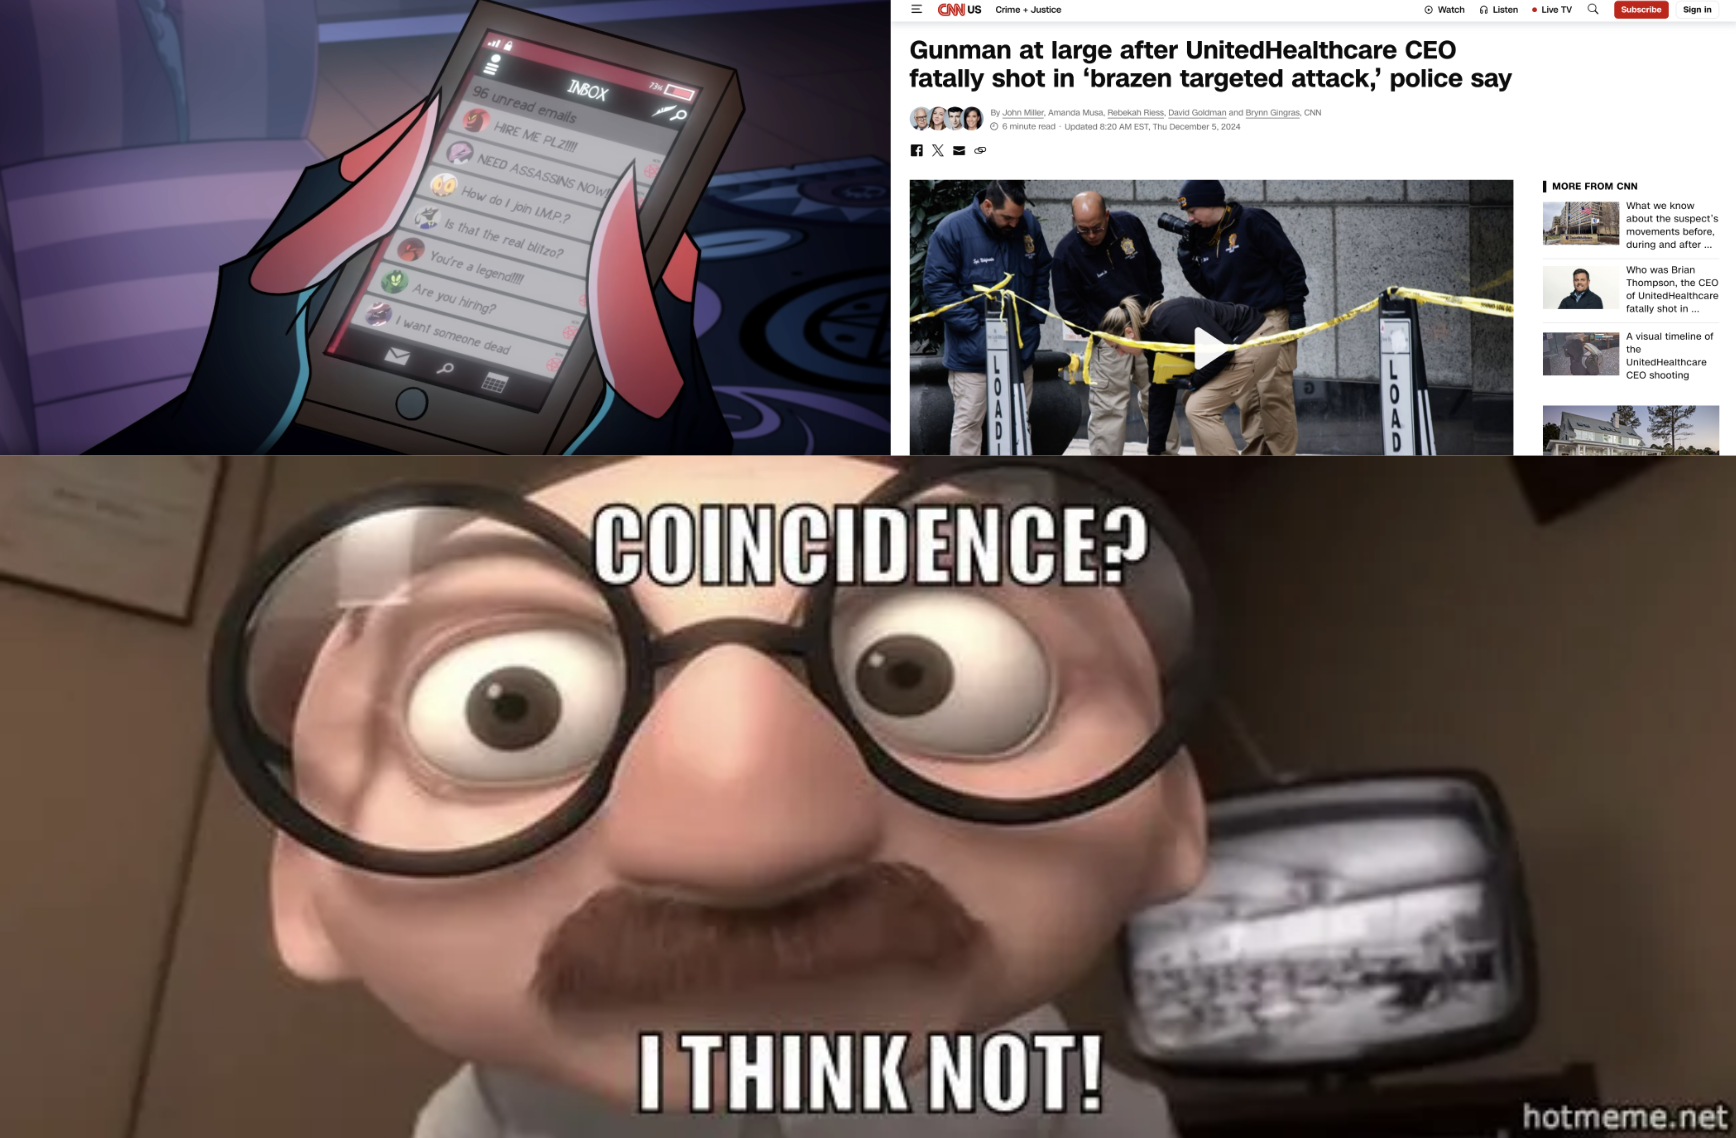 INBOX
73%
96 unread emails
HIRE ME PLZ!!!!
NEED ASSASSINS NOW!
How do I join I.M.P.?
Is that the real blitzo?
You're a legend!!!!
Are you hiring?
I want someone dead
CNN US Crime + Justice Watch Listen Live TV Subscribe Sign in
Gunman at large after UnitedHealthcare CEO
fatally shot in ‘brazen targeted attack,’ police say
By John Miller, Amanda Musa, Rebekah Riess, David Goldman and Brynn Gingras, CNN
6 minute read · Updated 8:20 AM EST, Thu December 5, 2024
LOADI
LOAD
MORE FROM CNN
What we know
about the suspect’s
movements before,
during and after ...
Who was Brian
Thompson, the CEO
of UnitedHealthcare
fatally shot in ...
A visual timeline of
the
UnitedHealthcare
CEO shooting
COINCIDENCE?
I THINK NOT!
hotmeme.net